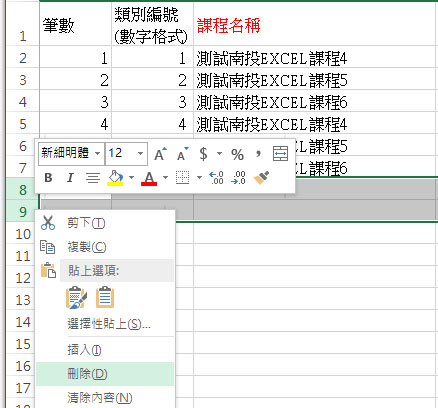 1 筆數 類別編號 課程名稱
(數字格式)
2 1 1 測試南投EXCEL課程4
3 2 2 測試南投EXCEL課程5
4 3 3 測試南投EXCEL課程6
5 4 4 測試南投EXCEL課程4
6 EL課程5
7 EL課程6
新細明體 12 A A $ % ,
B I A .00 .00
8
9
剪下(T)
10
複製(C)
11
貼上選項:
12
13
選擇性貼上(S)...
14
15
插入(I)
16
刪除(D)
17
清除內容(N)